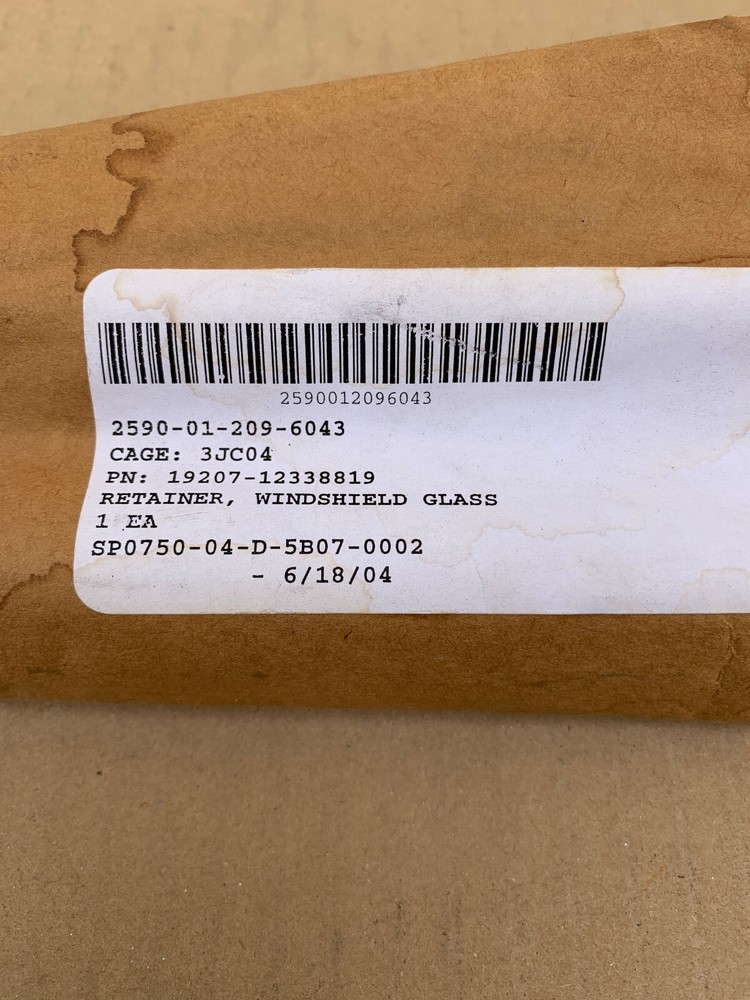 2590012096043
2590-01-209-6043
CAGE: 3JC04
PN: 19207-12338819
RETAINER, WINDSHIELD GLASS
1 EA
SP0750-04-D-5B07-0002
- 6/18/04